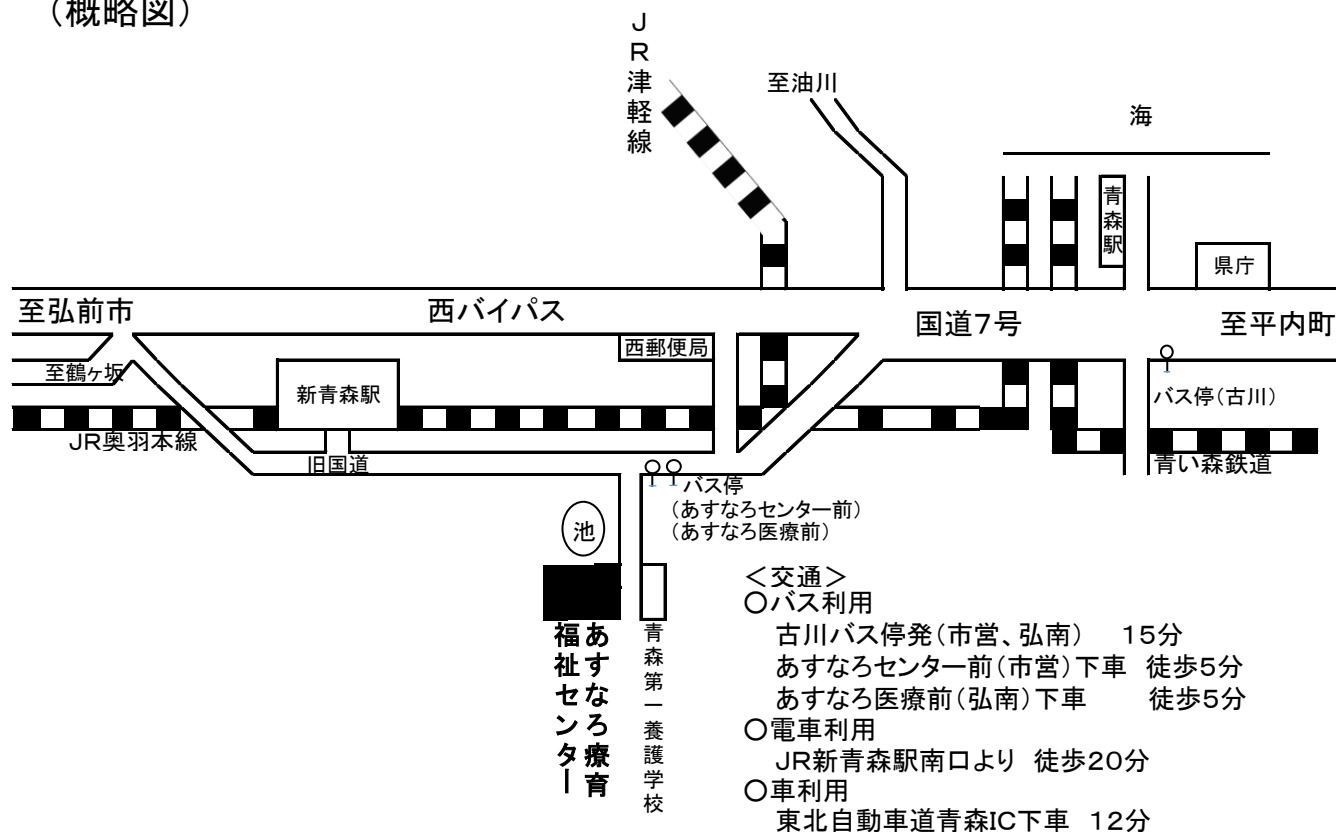 （概略図）
JR津軽線
至油川
海
青森駅
県庁
至弘前市
西バイパス
国道７号
至平内町
西郵便局
至鶴ヶ坂
新青森駅
バス停（古川）
JR奥羽本線
旧国道
青い森鉄道
バス停
（あすなろセンター前）
（あすなろ医療前）
池
あすなろ療育
福祉センター
青森第一養護学校
＜交通＞
○バス利用
古川バス停発（市営、弘南）　１５分
あすなろセンター前（市営）下車　徒歩５分
あすなろ医療前（弘南）下車　　徒歩５分
○電車利用
JR新青森駅南口より　徒歩２０分
○車利用
東北自動車道青森IC下車　１２分